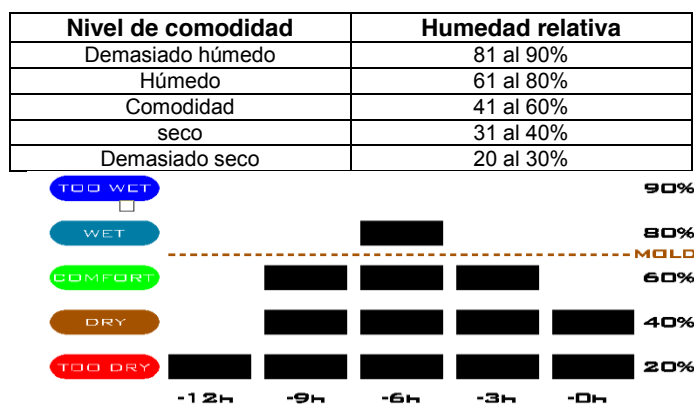 Nivel de comodidad Humedad relativa
Demasiado húmedo 81 al 90%
Húmedo 61 al 80%
Comodidad 41 al 60%
seco 31 al 40%
Demasiado seco 20 al 30%
TOO WET 90%
WET 80%
MOLD
COMFORT 60%
DRY 40%
TOO DRY 20%
-12h -9h -6h -3h -0h